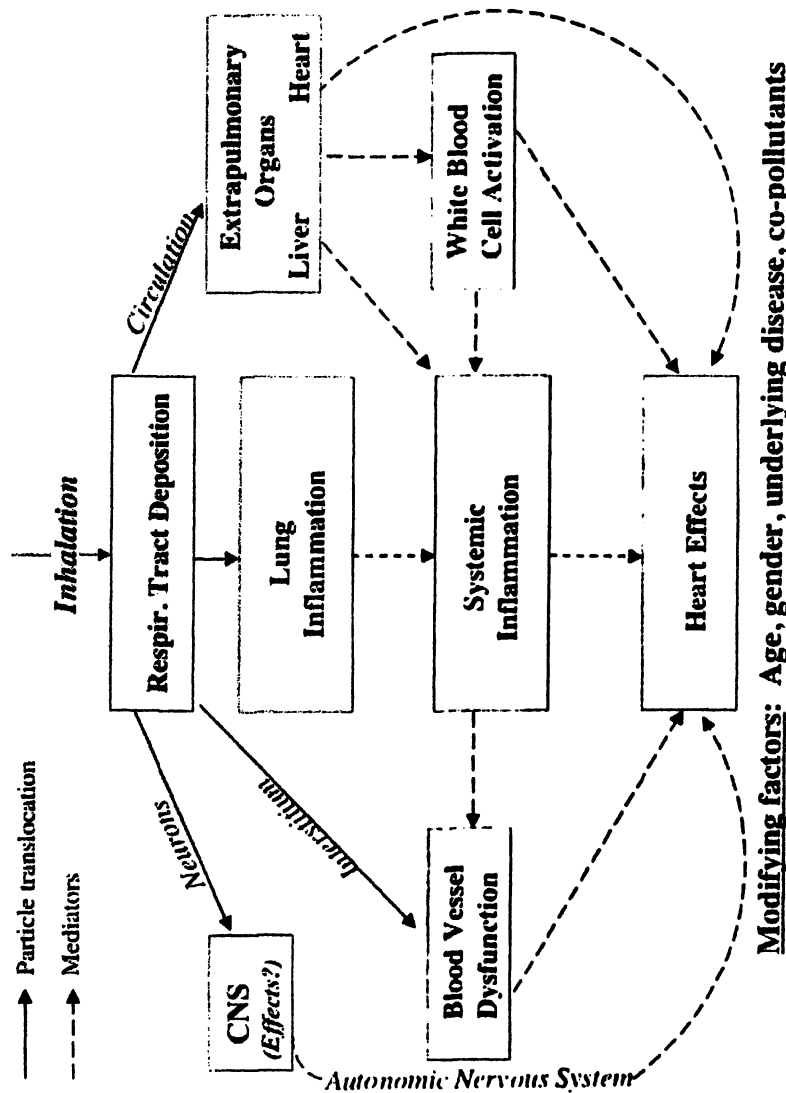 Particle translocation
Mediators
Inhalation
Respir. Tract Deposition
Neurons
Interstitium
Circulation
CNS
(Effects?)
Lung
Inflammation
Extrapulmonary
Organs
Liver Heart
Blood Vessel
Dysfunction
Systemic
Inflammation
White Blood
Cell Activation
Autonomic Nervous System
Heart Effects
Modifying factors: Age, gender, underlying disease, co-pollutants